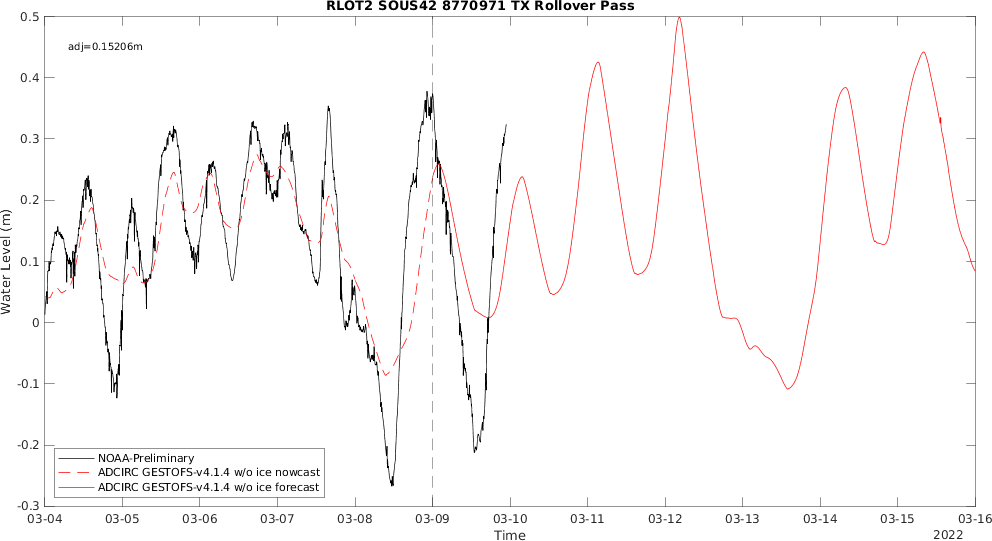 RLOT2 SOUS42 8770971 TX Rollover Pass
adj=0.15206m
Water Level (m)
0.5
0.4
0.3
0.2
0.1
0
-0.1
-0.2
-0.3
NOAA-Preliminary
ADCIRC GESTOFS-v4.1.4 w/o ice nowcast
ADCIRC GESTOFS-v4.1.4 w/o ice forecast
03-04 03-05 03-06 03-07 03-08 03-09 03-10 03-11 03-12 03-13 03-14 03-15 03-16
Time
2022